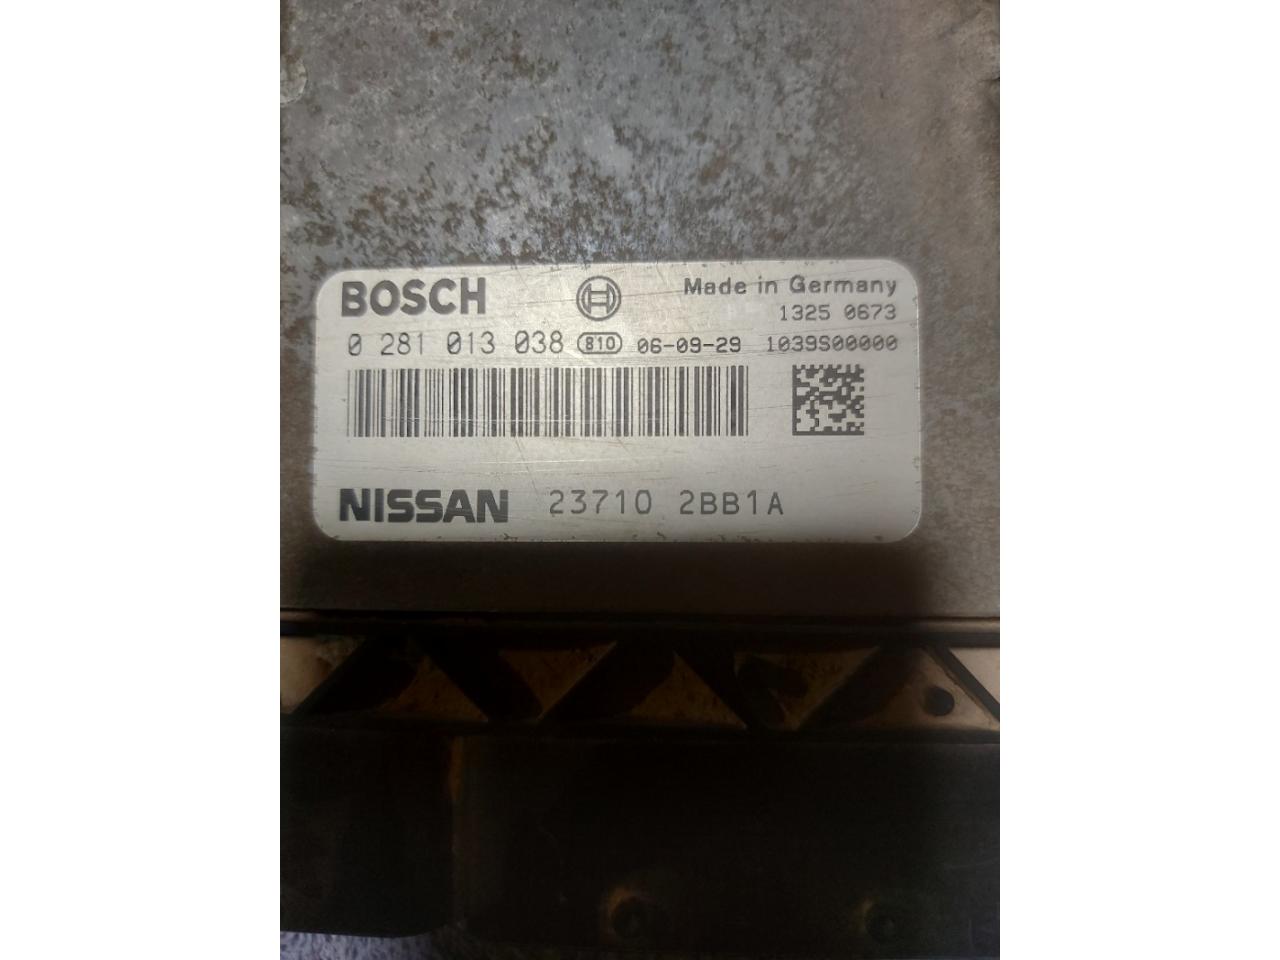 BOSCH Made in Germany
1325 0673
0 281 013 038 810 06-09-29 1039S00000
NISSAN 23710 2BB1A